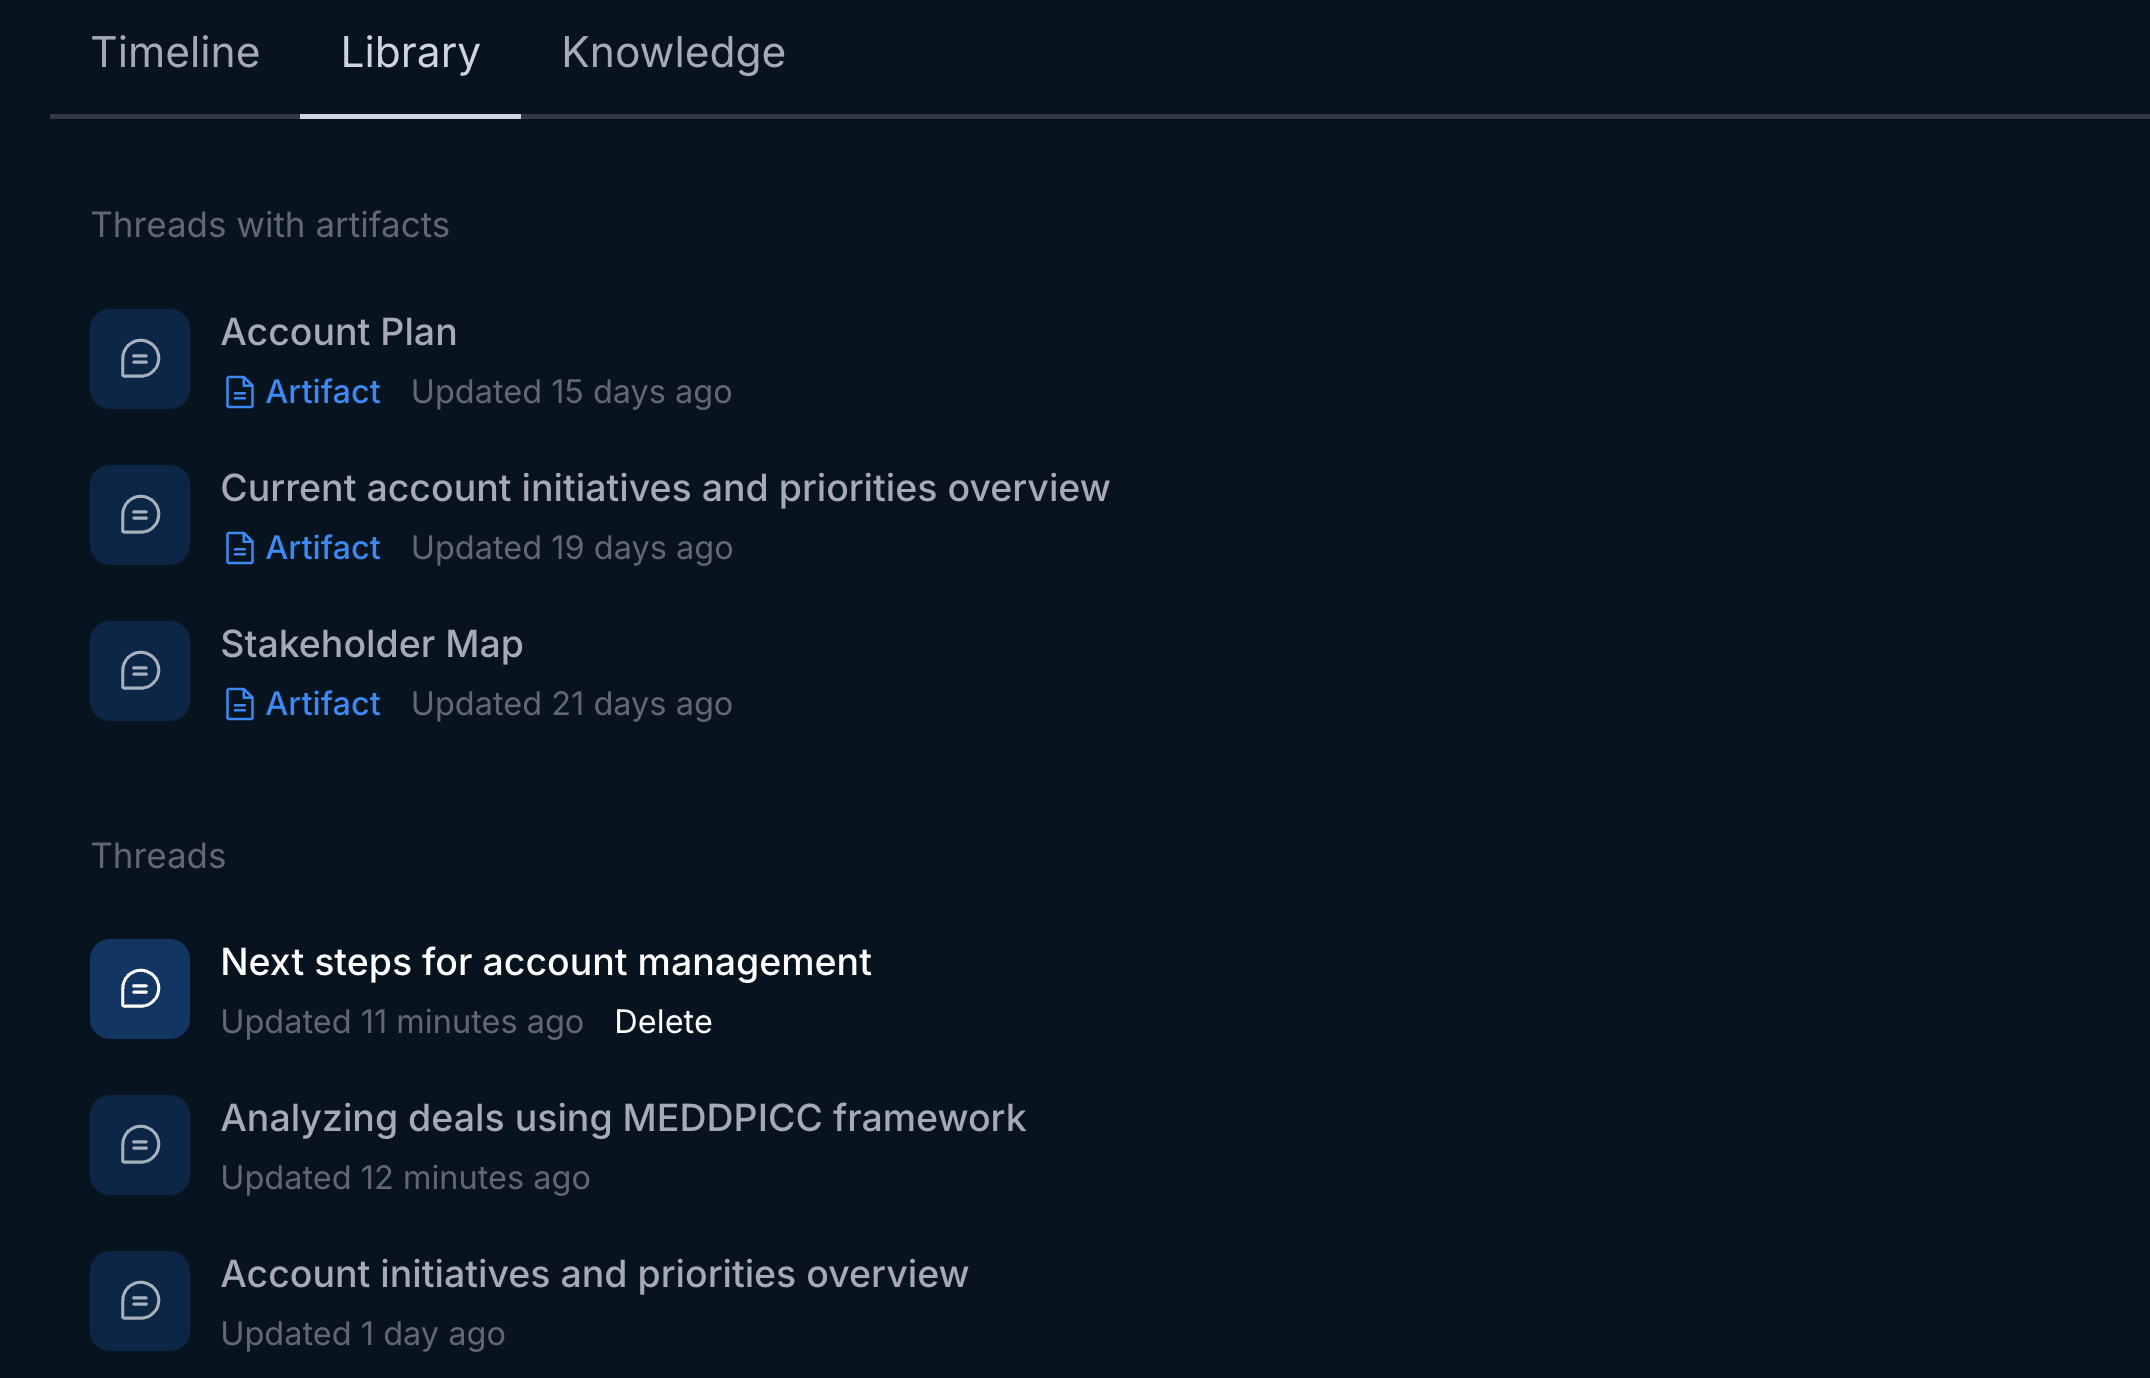 Timeline Library Knowledge
Threads with artifacts
Account Plan
Artifact Updated 15 days ago
Current account initiatives and priorities overview
Artifact Updated 19 days ago
Stakeholder Map
Artifact Updated 21 days ago
Threads
Next steps for account management
Updated 11 minutes ago Delete
Analyzing deals using MEDDPICC framework
Updated 12 minutes ago
Account initiatives and priorities overview
Updated 1 day ago